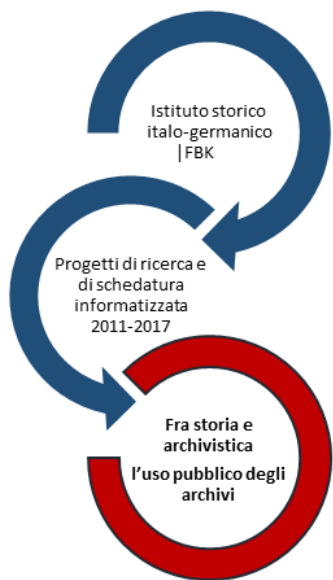 Istituto storico
italo-germanico
|FBK
Progetti di ricerca e
di schedatura
informatizzata
2011-2017
Fra storia e
archivistica
l'uso pubblico degli
archivi